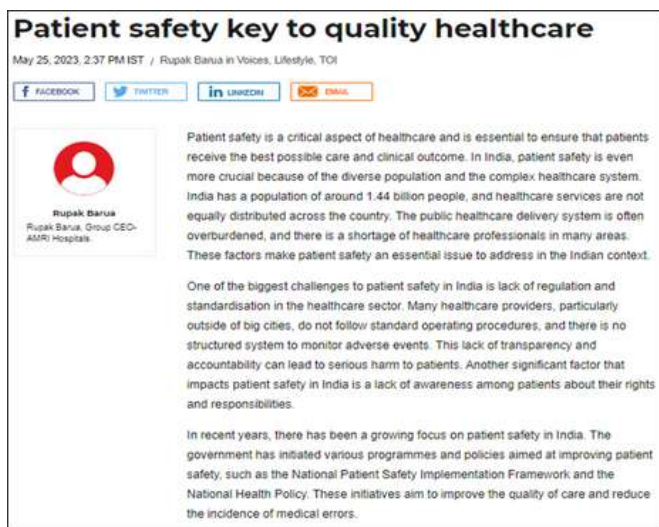 Patient safety key to quality healthcare
May 25, 2023, 2:37 PM IST / Rupak Barua in Voices, Lifestyle, TOI
FACEBOOK TWITTER LINKEDIN EMAIL
Rupak Barua
Rupak Barua, Group CEO-
AMRI Hospitals.
Patient safety is a critical aspect of healthcare and is essential to ensure that patients
receive the best possible care and clinical outcome. In India, patient safety is even
more crucial because of the diverse population and the complex healthcare system.
India has a population of around 1.44 billion people, and healthcare services are not
equally distributed across the country. The public healthcare delivery system is often
overburdened, and there is a shortage of healthcare professionals in many areas.
These factors make patient safety an essential issue to address in the Indian context.
One of the biggest challenges to patient safety in India is lack of regulation and
standardisation in the healthcare sector. Many healthcare providers, particularly
outside of big cities, do not follow standard operating procedures, and there is no
structured system to monitor adverse events. This lack of transparency and
accountability can lead to serious harm to patients. Another significant factor that
impacts patient safety in India is a lack of awareness among patients about their rights
and responsibilities.
In recent years, there has been a growing focus on patient safety in India. The
government has initiated various programmes and policies aimed at improving patient
safety, such as the National Patient Safety Implementation Framework and the
National Health Policy. These initiatives aim to improve the quality of care and reduce
the incidence of medical errors.